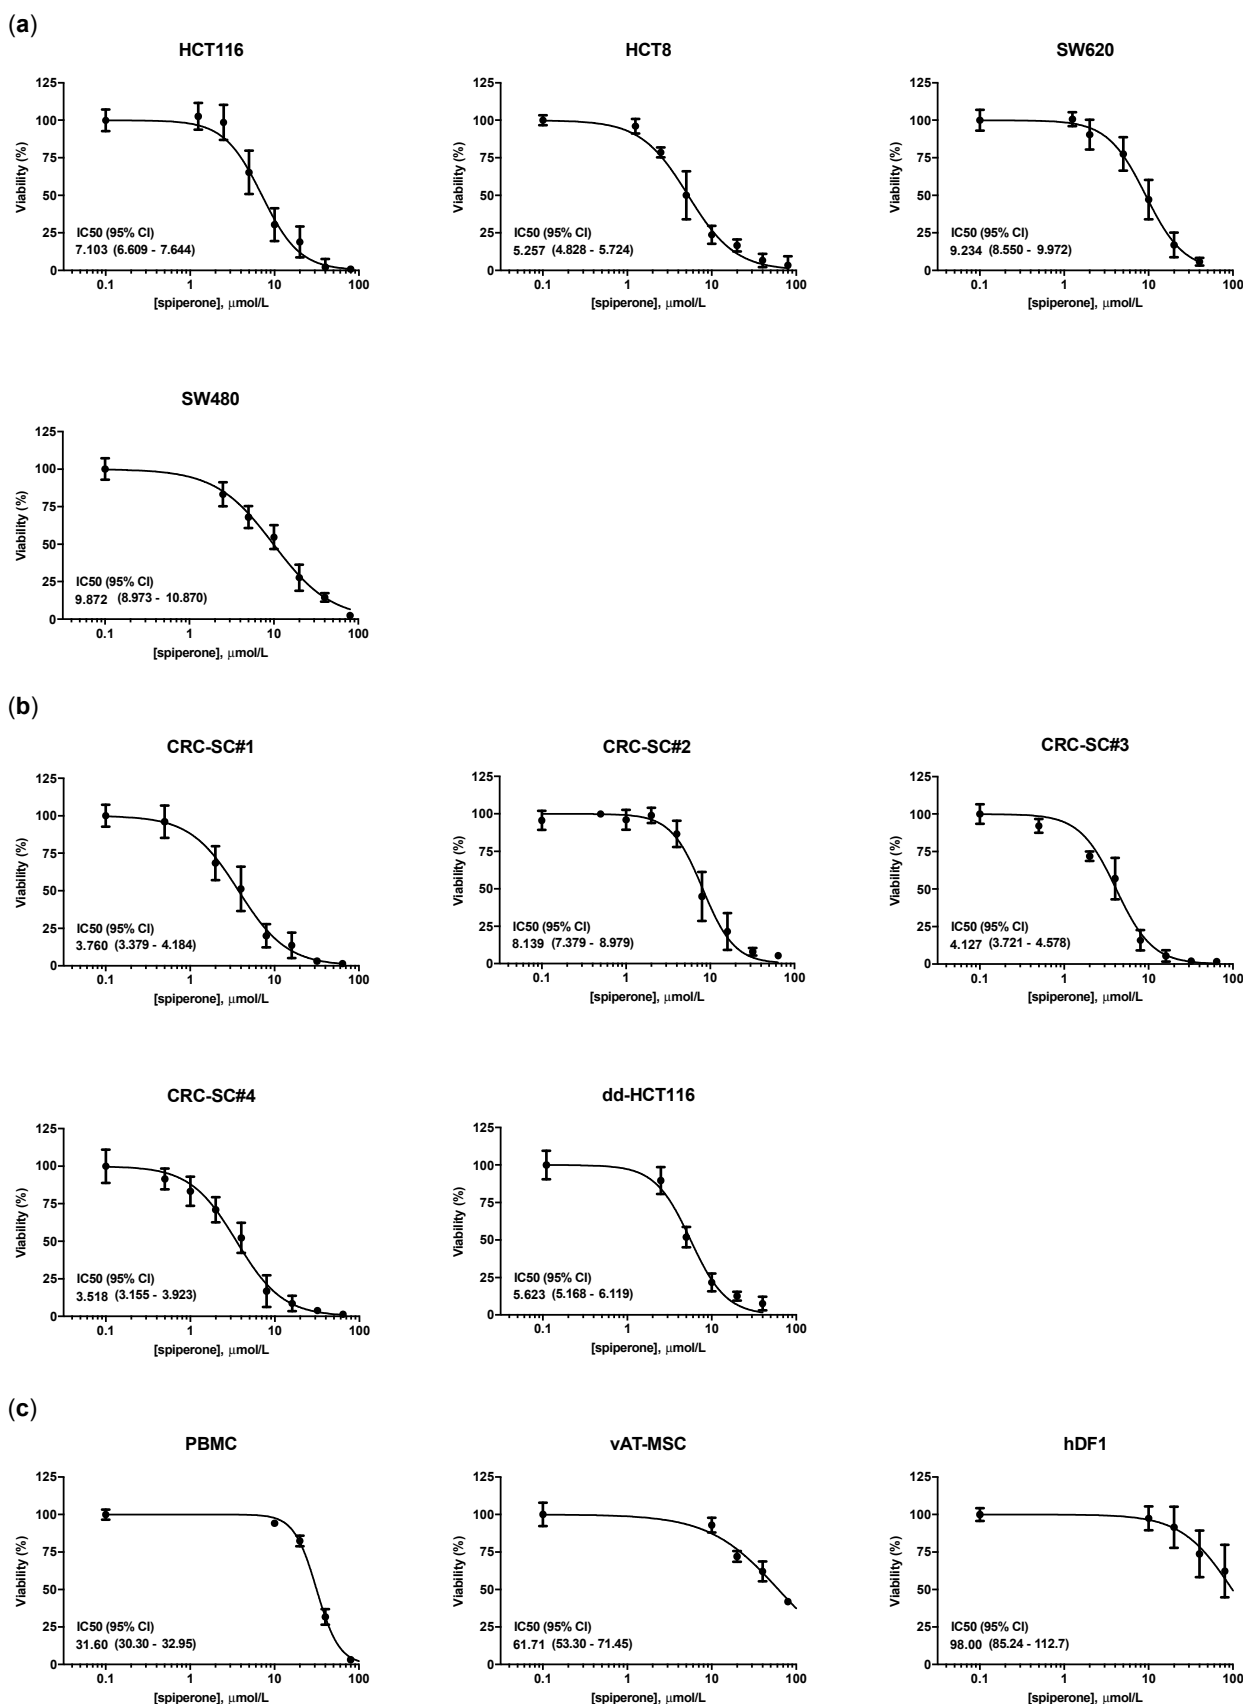 (a)
HCT116
HCT8
SW620
125
100
75
50
25
0
Viability (%)
IC50 (95% CI)
7.103 (6.609 - 7.644)
0.1 1 10 100
[spiperone], μmol/L
125
100
75
50
25
0
Viability (%)
IC50 (95% CI)
5.257 (4.828 - 5.724)
0.1 1 10 100
[spiperone], μmol/L
125
100
75
50
25
0
Viability (%)
IC50 (95% CI)
9.234 (8.550 - 9.972)
0.1 1 10 100
[spiperone], μmol/L
SW480
125
100
75
50
25
0
Viability (%)
IC50 (95% CI)
9.872 (8.973 - 10.870)
0.1 1 10 100
[spiperone], μmol/L
(b)
CRC-SC#1
CRC-SC#2
CRC-SC#3
125
100
75
50
25
0
Viability (%)
IC50 (95% CI)
3.760 (3.379 - 4.184)
0.1 1 10 100
[spiperone], μmol/L
125
100
75
50
25
0
Viability (%)
IC50 (95% CI)
8.139 (7.379 - 8.979)
0.1 1 10 100
[spiperone], μmol/L
125
100
75
50
25
0
Viability (%)
IC50 (95% CI)
4.127 (3.721 - 4.578)
0.1 1 10 100
[spiperone], μmol/L
CRC-SC#4
dd-HCT116
125
100
75
50
25
0
Viability (%)
IC50 (95% CI)
3.518 (3.155 - 3.923)
0.1 1 10 100
[spiperone], μmol/L
125
100
75
50
25
0
Viability (%)
IC50 (95% CI)
5.623 (5.168 - 6.119)
0.1 1 10 100
[spiperone], μmol/L
(c)
PBMC
vAT-MSC
hDF1
125
100
75
50
25
0
Viability (%)
IC50 (95% CI)
31.60 (30.30 - 32.95)
0.1 1 10 100
[spiperone], μmol/L
125
100
75
50
25
0
Viability (%)
IC50 (95% CI)
61.71 (53.30 - 71.45)
0.1 1 10 100
[spiperone], μmol/L
125
100
75
50
25
0
Viability (%)
IC50 (95% CI)
98.00 (85.24 - 112.7)
0.1 1 10 100
[spiperone], μmol/L